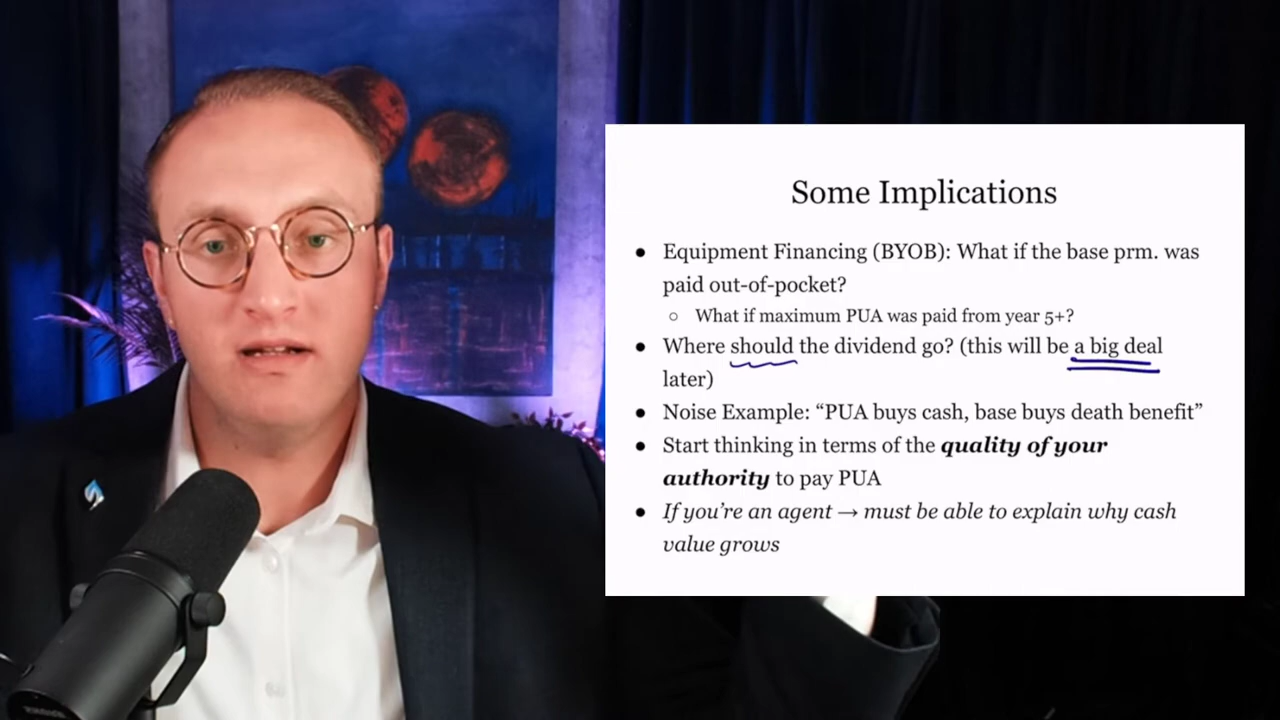 Some Implications
● Equipment Financing (BYOB): What if the base prm. was
paid out-of-pocket?
○ What if maximum PUA was paid from year 5+?
● Where should the dividend go? (this will be a big deal
later)
● Noise Example: “PUA buys cash, base buys death benefit”
● Start thinking in terms of the quality of your
authority to pay PUA
● If you’re an agent → must be able to explain why cash
value grows